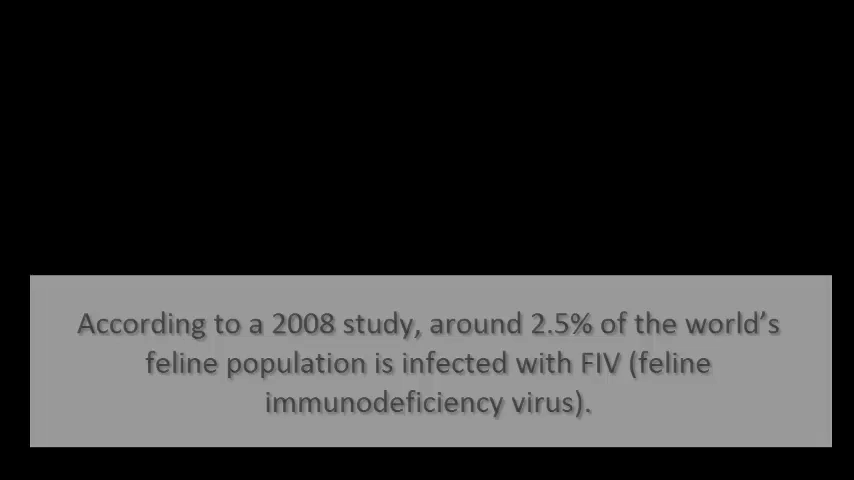 According to a 2008 study, around 2.5% of the world’s
feline population is infected with FIV (feline
immunodeficiency virus).